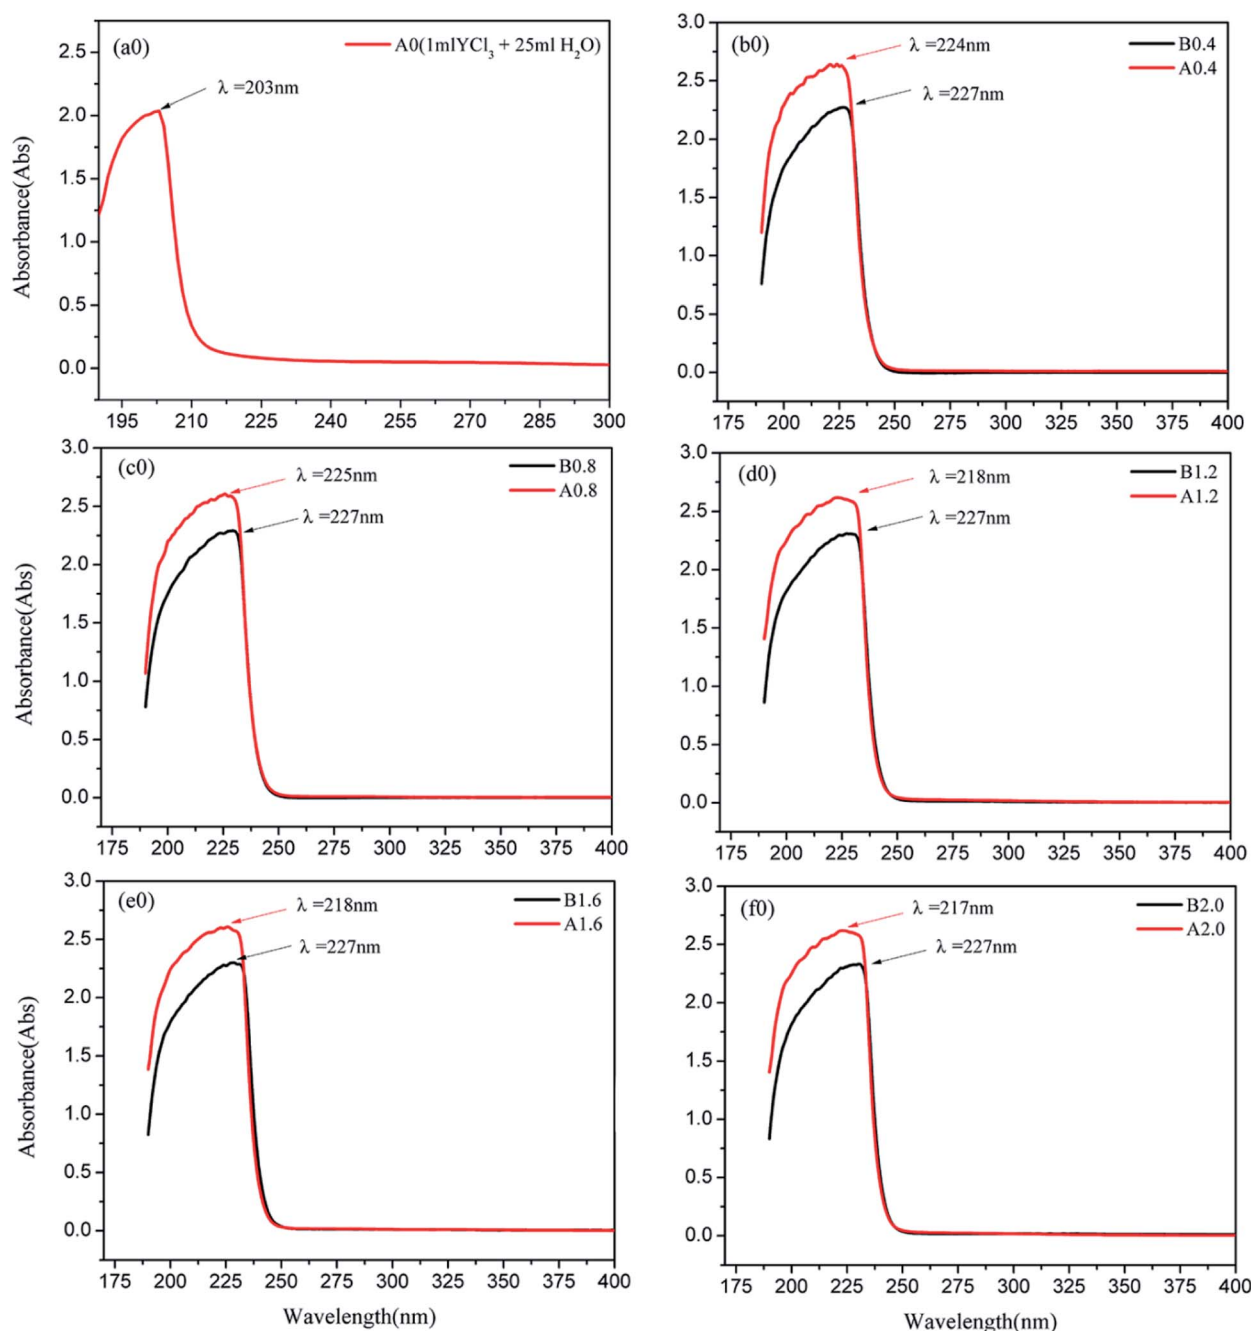 (a0)
A0(1mlYCl₃ + 25ml H₂O)
λ =203nm
2.5
2.0
1.5
1.0
0.5
0.0
Absorbance(Abs)
195 210 225 240 255 270 285 300
(b0)
λ =224nm
B0.4
A0.4
λ =227nm
3.0
2.5
2.0
1.5
1.0
0.5
0.0
175 200 225 250 275 300 325 350 375 400
(c0)
λ =225nm
B0.8
A0.8
λ =227nm
3.0
2.5
2.0
1.5
1.0
0.5
0.0
Absorbance(Abs)
175 200 225 250 275 300 325 350 375 400
(d0)
λ =218nm
B1.2
A1.2
λ =227nm
3.0
2.5
2.0
1.5
1.0
0.5
0.0
175 200 225 250 275 300 325 350 375 400
(e0)
λ =218nm
B1.6
A1.6
λ =227nm
3.0
2.5
2.0
1.5
1.0
0.5
0.0
Absorbance(Abs)
175 200 225 250 275 300 325 350 375 400
Wavelength(nm)
(f0)
λ =217nm
B2.0
A2.0
λ =227nm
3.0
2.5
2.0
1.5
1.0
0.5
0.0
175 200 225 250 275 300 325 350 375 400
Wavelength(nm)